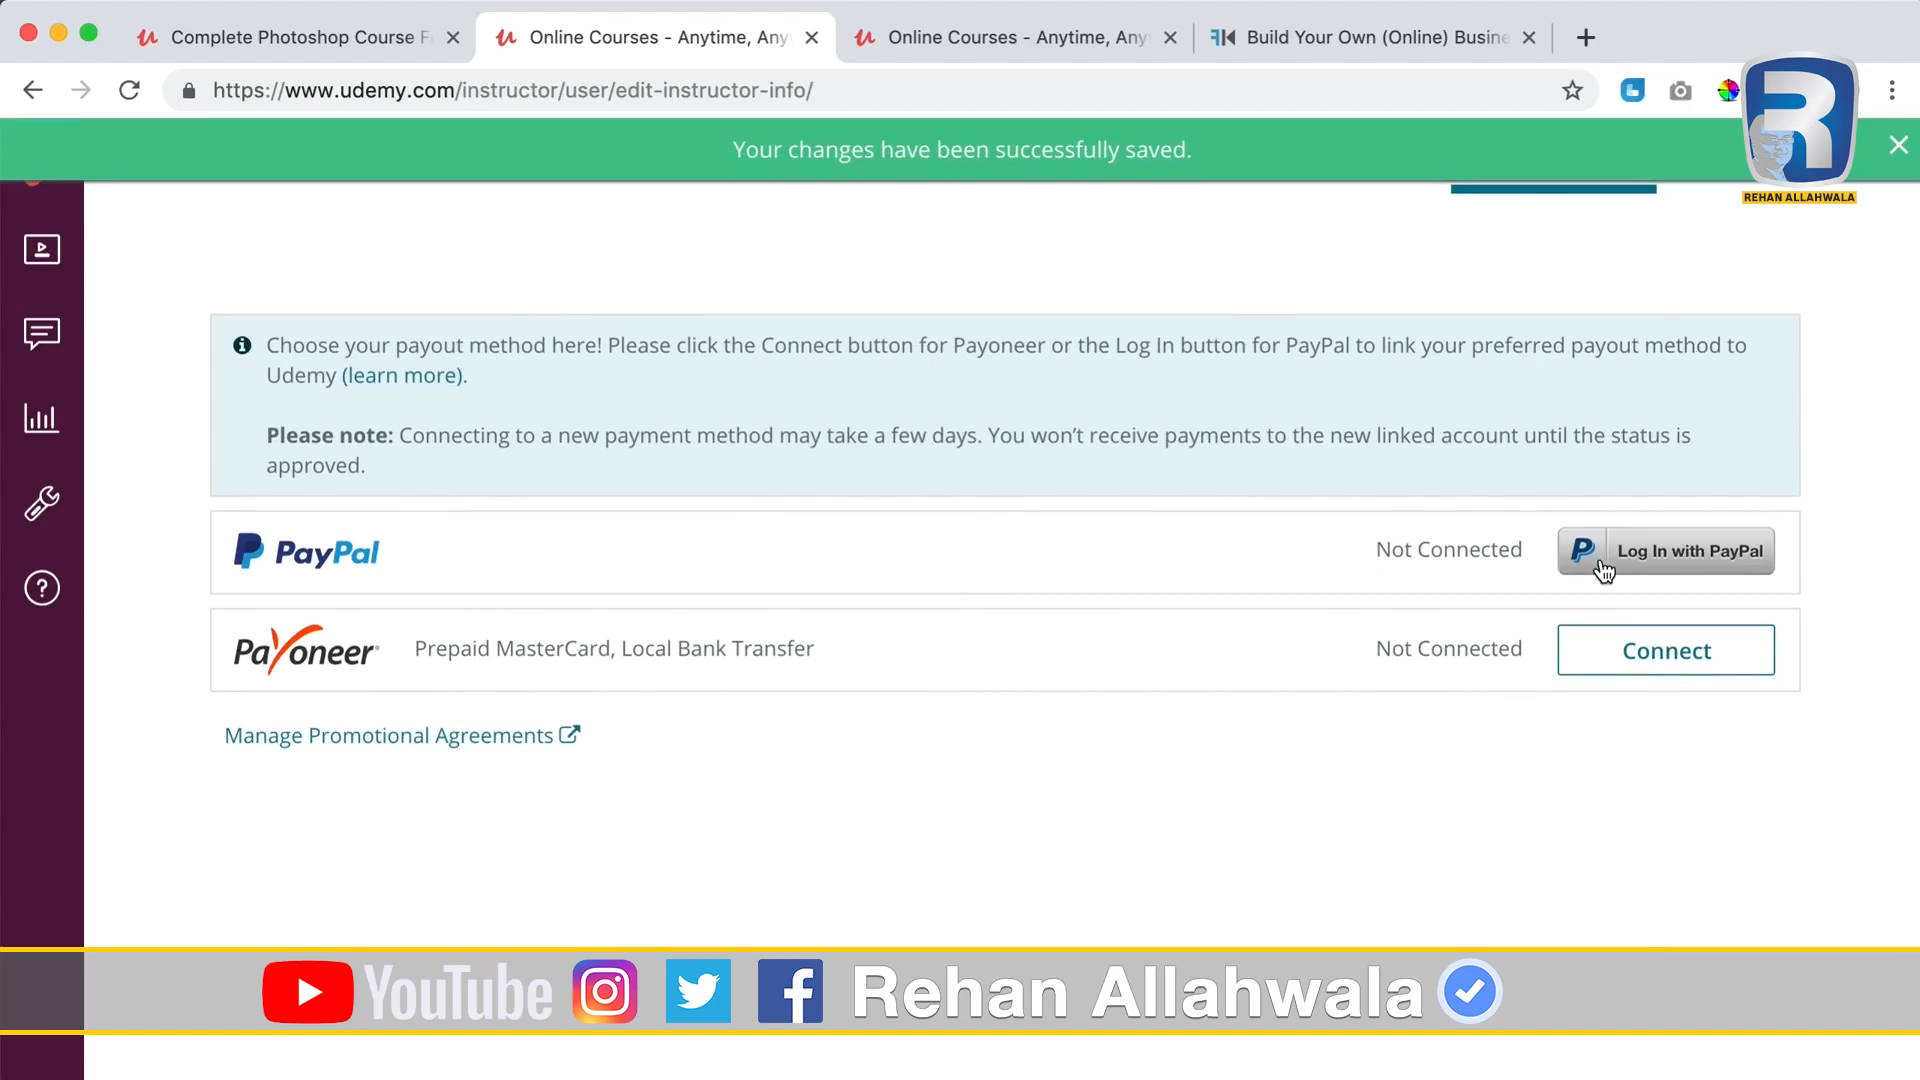 Complete Photoshop Course F
Online Courses - Anytime, Any
Online Courses - Anytime, Any
Build Your Own (Online) Busine
https://www.udemy.com/instructor/user/edit-instructor-info/
Your changes have been successfully saved.
REHAN ALLAHWALA
Choose your payout method here! Please click the Connect button for Payoneer or the Log In button for PayPal to link your preferred payout method to
Udemy (learn more).
Please note: Connecting to a new payment method may take a few days. You won't receive payments to the new linked account until the status is
approved.
PayPal
Not Connected
Log In with PayPal
Payoneer
Prepaid MasterCard, Local Bank Transfer
Not Connected
Connect
Manage Promotional Agreements
YouTube
Rehan Allahwala